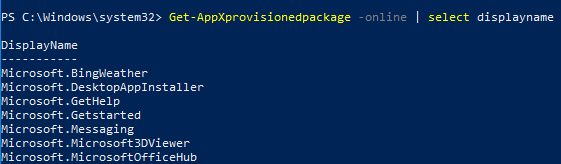 PS C:\Windows\system32> Get-AppXprovisionedpackage -online | select displayname
DisplayName
-----------
Microsoft.BingWeather
Microsoft.DesktopAppInstaller
Microsoft.GetHelp
Microsoft.Getstarted
Microsoft.Messaging
Microsoft.Microsoft3DViewer
Microsoft.MicrosoftOfficeHub